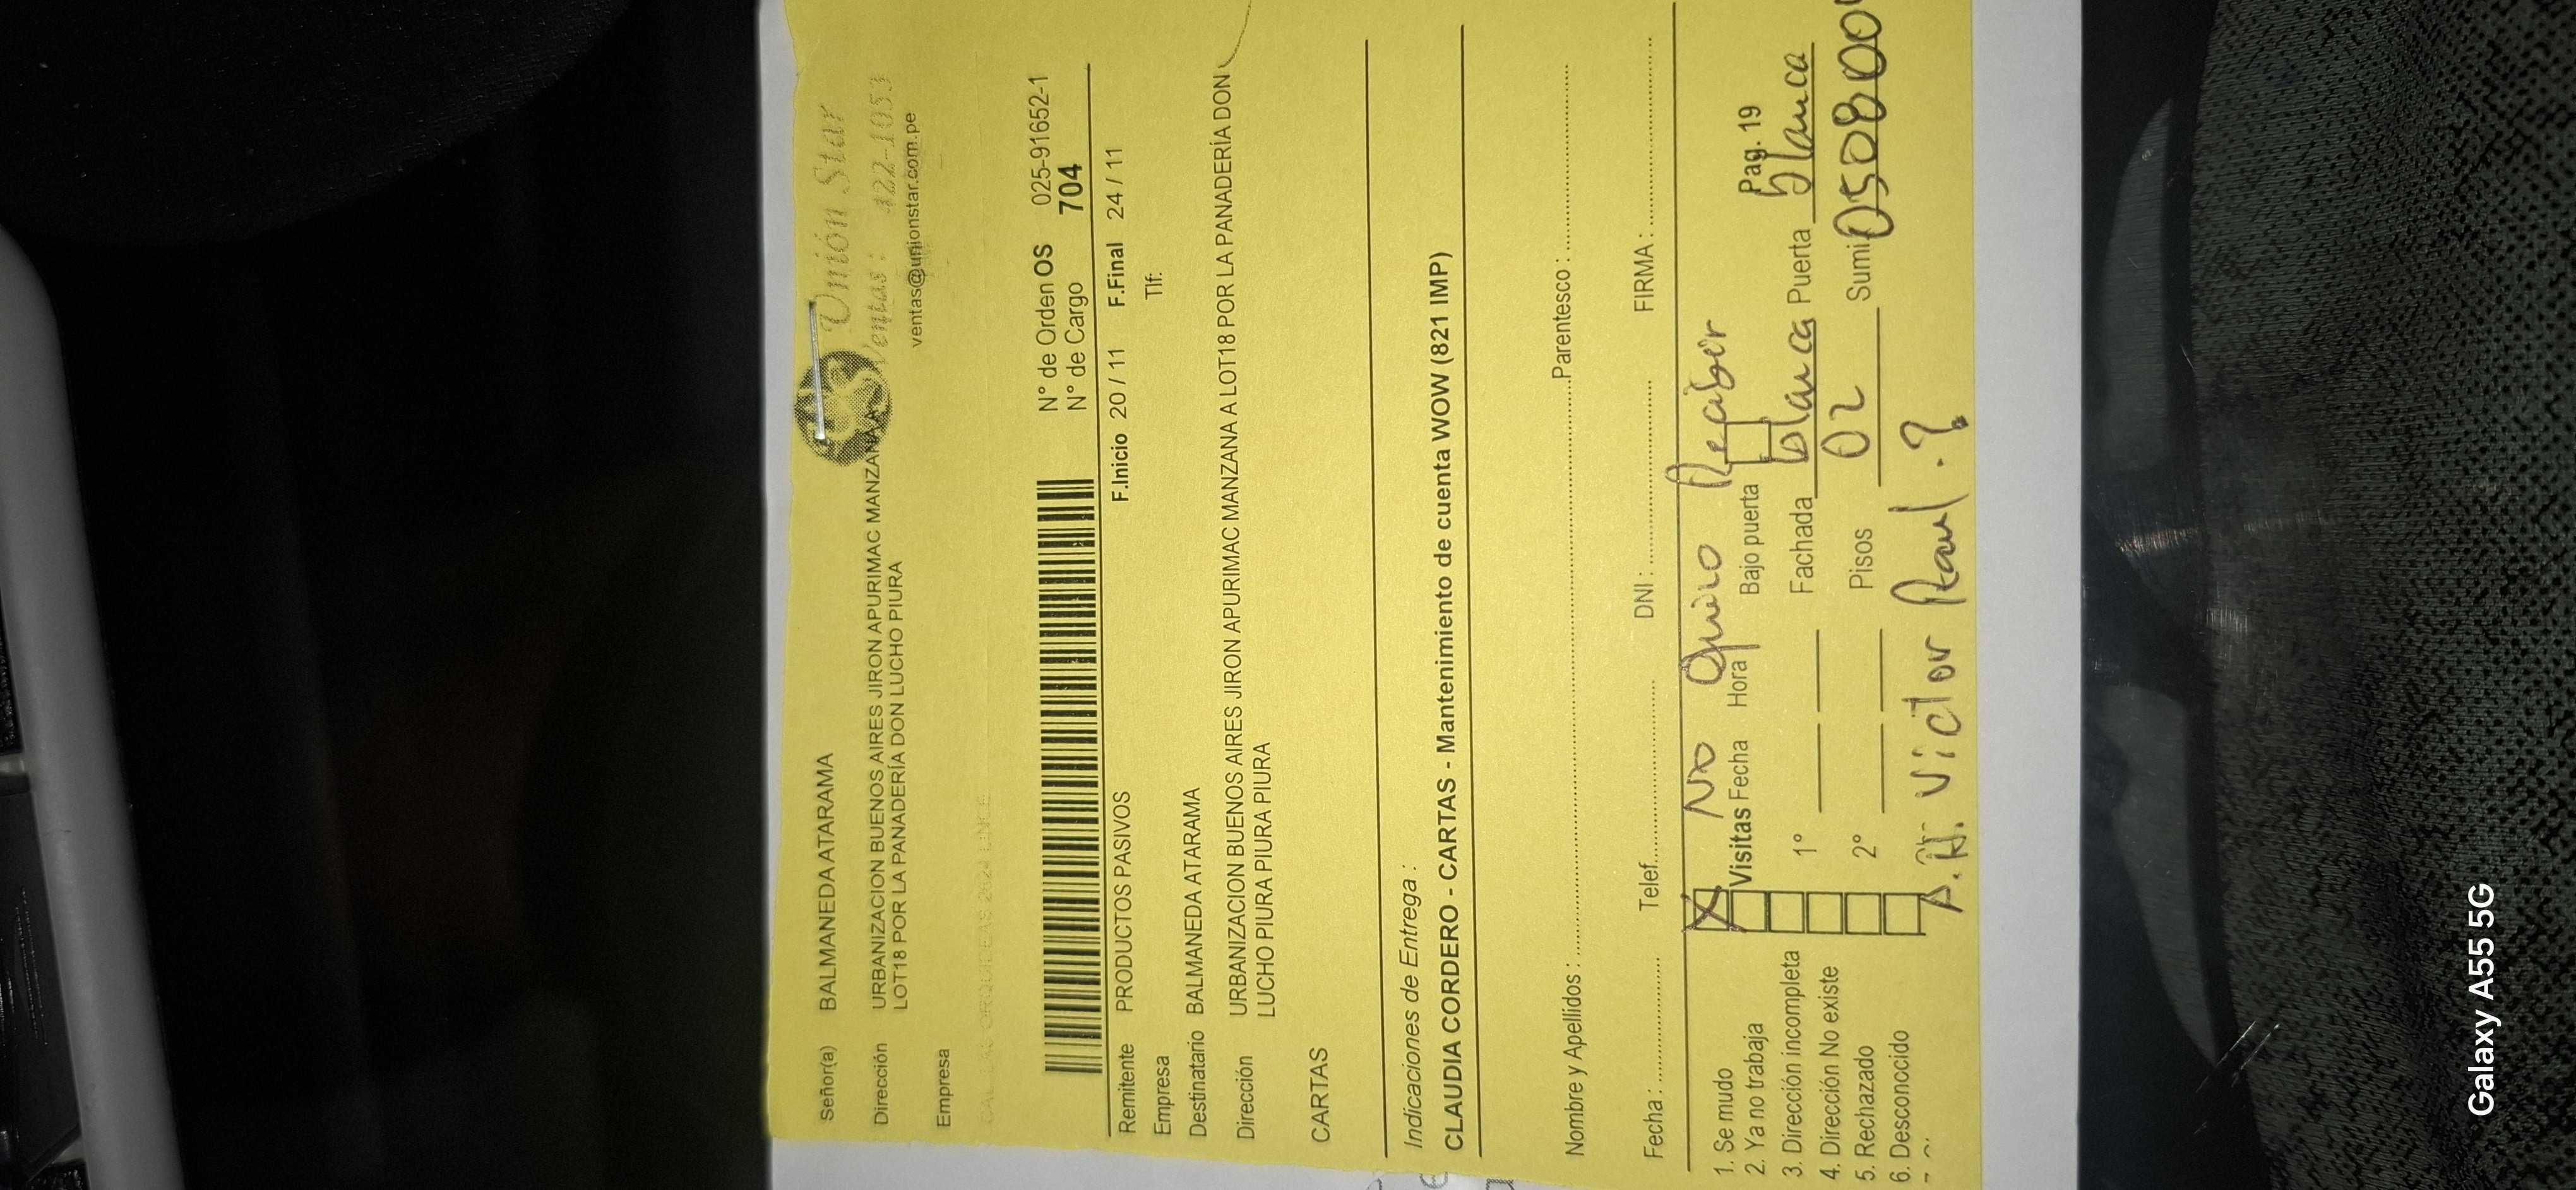 Unión Star
Ventas: 422-1053
ventas@unionstar.com.pe
Señor(a) BALMANEDA ATARAMA
Dirección URBANIZACION BUENOS AIRES JIRON APURIMAC MANZANA A
LOT18 POR LA PANADERÍA DON LUCHO PIURA
Empresa
N° de Orden OS 025-91652-1
N° de Cargo 704
Remitente PRODUCTOS PASIVOS F.Inicio 20 / 11 F.Final 24 / 11
Empresa Tlf:
Destinatario BALMANEDA ATARAMA
Dirección URBANIZACION BUENOS AIRES JIRON APURIMAC MANZANA A LOT18 POR LA PANADERÍA DON
LUCHO PIURA PIURA PIURA
CARTAS
Indicaciones de Entrega :
CLAUDIA CORDERO - CARTAS - Mantenimiento de cuenta WOW (821 IMP)
Nombre y Apellidos : Parentesco :
Fecha : Telef. DNI : FIRMA :
No Quiso Recibir
1. Se mudo Visitas Fecha Hora Bajo puerta Pag. 19
2. Ya no trabaja
3. Dirección incompleta 1° Fachada blanca Puerta blanca
4. Dirección No existe
5. Rechazado 2° Pisos 02 Sumi
6. Desconocido
A.H. Victor Raul.?
Galaxy A55 5G